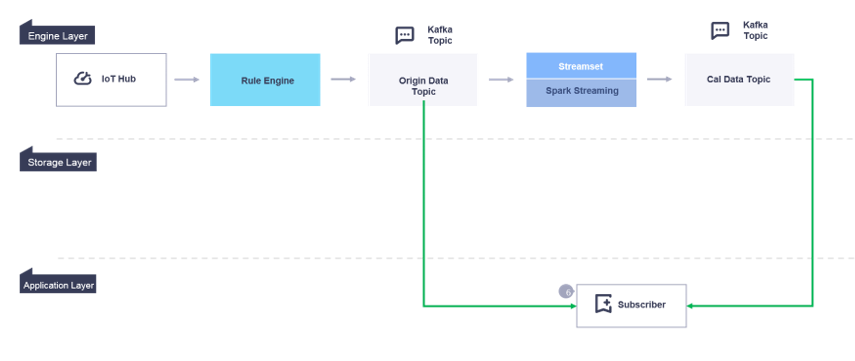 Engine Layer
Kafka
Topic
Kafka
Topic
IoT Hub
Rule Engine
Origin Data
Topic
Streamset
Spark Streaming
Cal Data Topic
Storage Layer
Application Layer
6
Subscriber